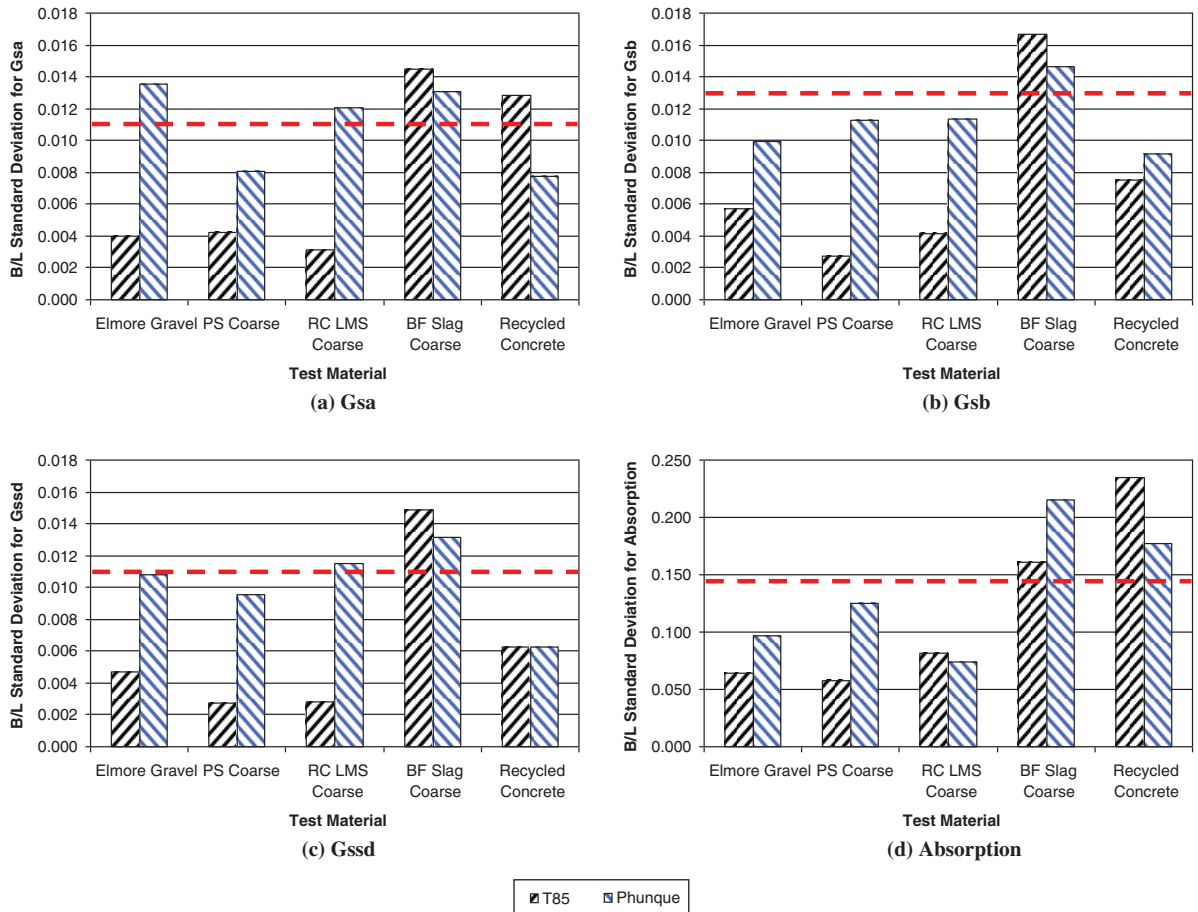 B/L Standard Deviation for Gsa
0.018
0.016
0.014
0.012
0.010
0.008
0.006
0.004
0.002
0.000
Elmore Gravel
PS Coarse
RC LMS
Coarse
BF Slag
Coarse
Recycled
Concrete
Test Material
(a) Gsa
B/L Standard Deviation for Gsb
0.018
0.016
0.014
0.012
0.010
0.008
0.006
0.004
0.002
0.000
Elmore Gravel
PS Coarse
RC LMS
Coarse
BF Slag
Coarse
Recycled
Concrete
Test Material
(b) Gsb
B/L Standard Deviation for Gssd
0.018
0.016
0.014
0.012
0.010
0.008
0.006
0.004
0.002
0.000
Elmore Gravel
PS Coarse
RC LMS
Coarse
BF Slag
Coarse
Recycled
Concrete
Test Material
(c) Gssd
B/L Standard Deviation for Absorption
0.250
0.200
0.150
0.100
0.050
0.000
Elmore Gravel
PS Coarse
RC LMS
Coarse
BF Slag
Coarse
Recycled
Concrete
Test Material
(d) Absorption
T85
Phunque